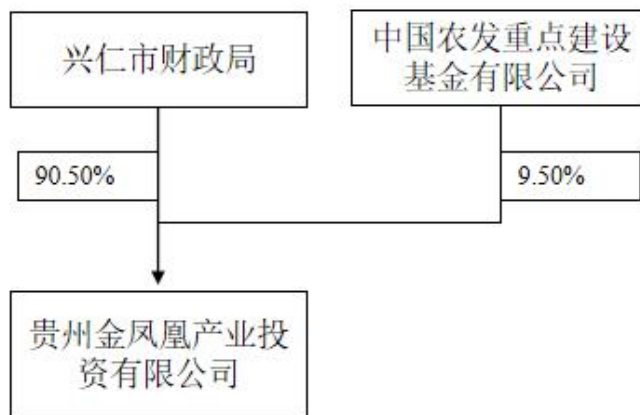 兴仁市财政局
中国农发重点建设
基金有限公司
90.50%
9.50%
贵州金凤凰产业投
资有限公司